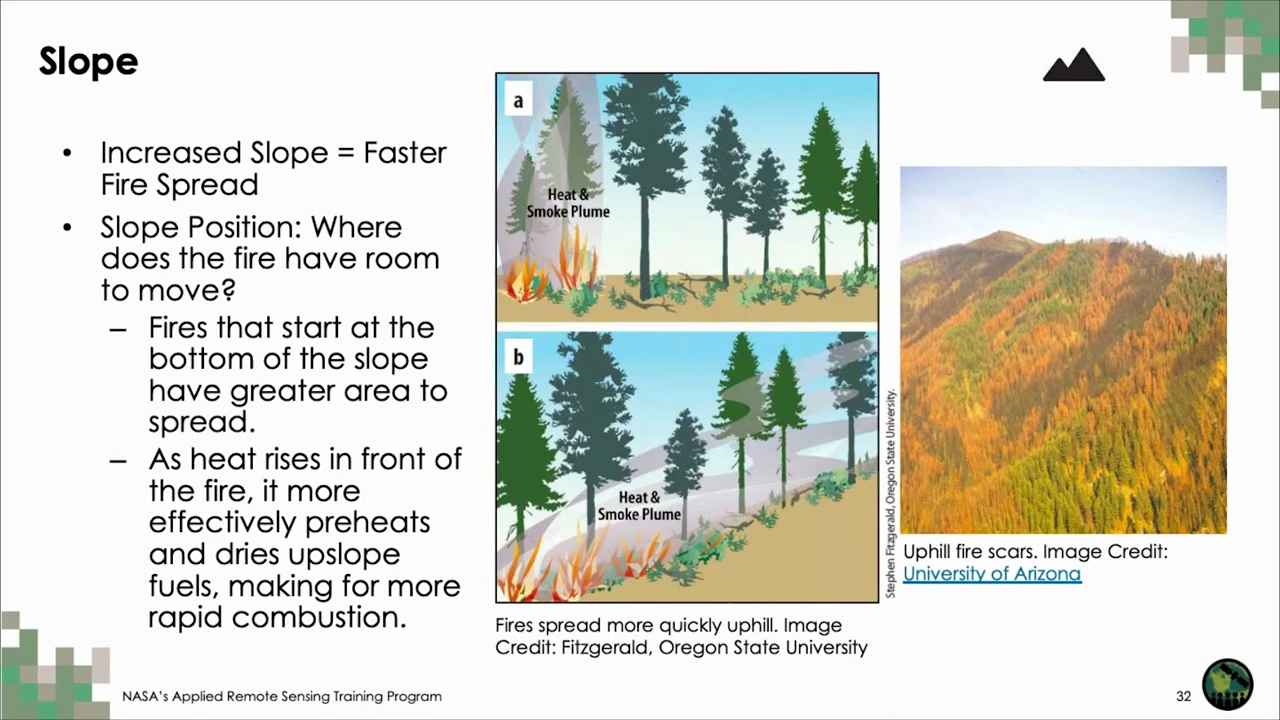 Slope
• Increased Slope = Faster
Fire Spread
• Slope Position: Where
does the fire have room
to move?
– Fires that start at the
bottom of the slope
have greater area to
spread.
– As heat rises in front of
the fire, it more
effectively preheats
and dries upslope
fuels, making for more
rapid combustion.
a
Heat &
Smoke Plume
b
Heat &
Smoke Plume
Stephen Fitzgerald, Oregon State University.
Fires spread more quickly uphill. Image
Credit: Fitzgerald, Oregon State University
Uphill fire scars. Image Credit:
University of Arizona
NASA's Applied Remote Sensing Training Program
32